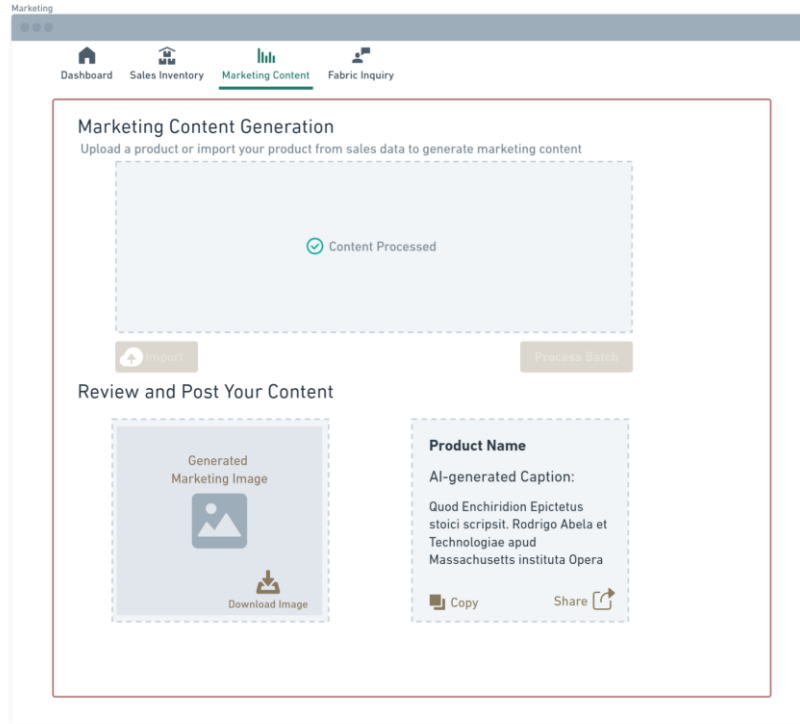 Marketing
Dashboard
Sales Inventory
Marketing Content
Fabric Inquiry
Marketing Content Generation
Upload a product or import your product from sales data to generate marketing content
Content Processed
Import
Process Batch
Review and Post Your Content
Generated
Marketing Image
Download Image
Product Name
AI-generated Caption:
Quod Enchiridion Epictetus
stoici scripsit. Rodrigo Abela et
Technologiae apud
Massachusetts instituta Opera
Copy
Share